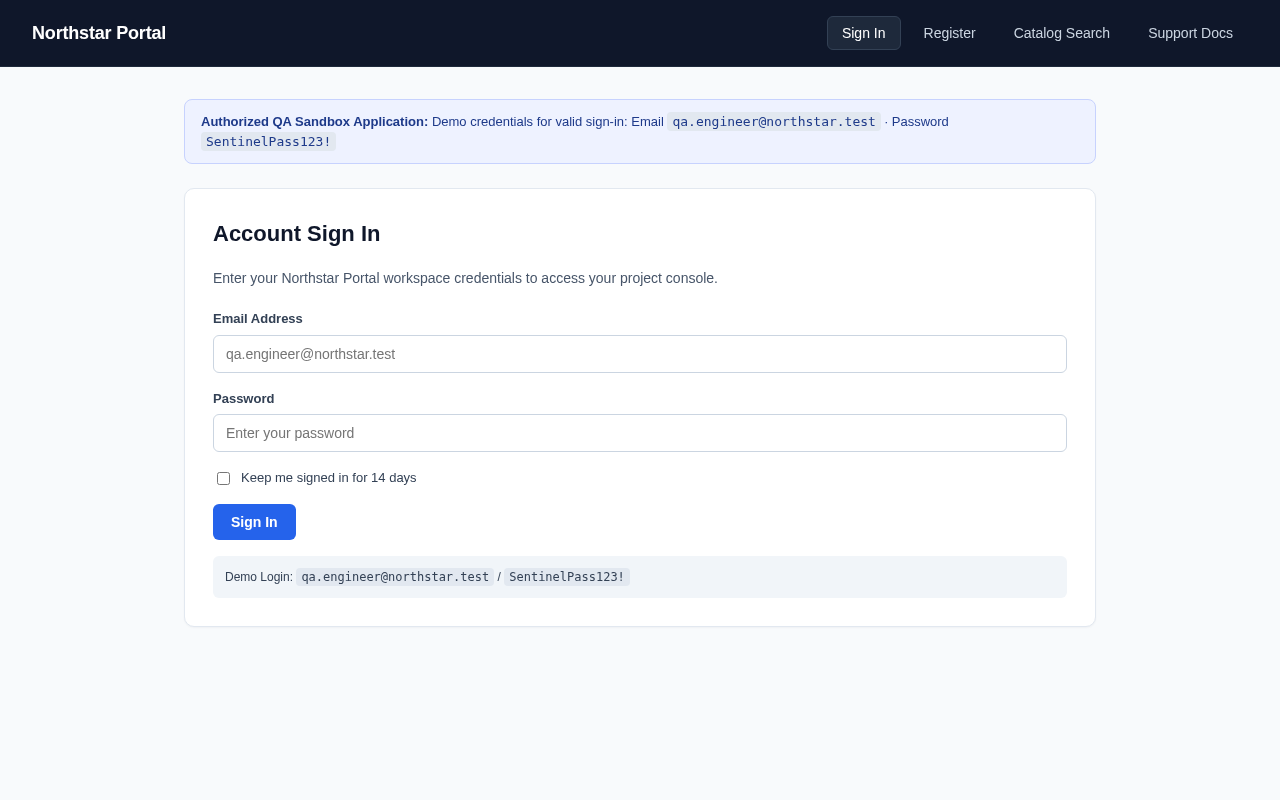 Northstar Portal
Sign In
Register
Catalog Search
Support Docs
Authorized QA Sandbox Application: Demo credentials for valid sign-in: Email qa.engineer@northstar.test · Password
SentinelPass123!
Account Sign In
Enter your Northstar Portal workspace credentials to access your project console.
Email Address
qa.engineer@northstar.test
Password
Enter your password
Keep me signed in for 14 days
Sign In
Demo Login: qa.engineer@northstar.test / SentinelPass123!